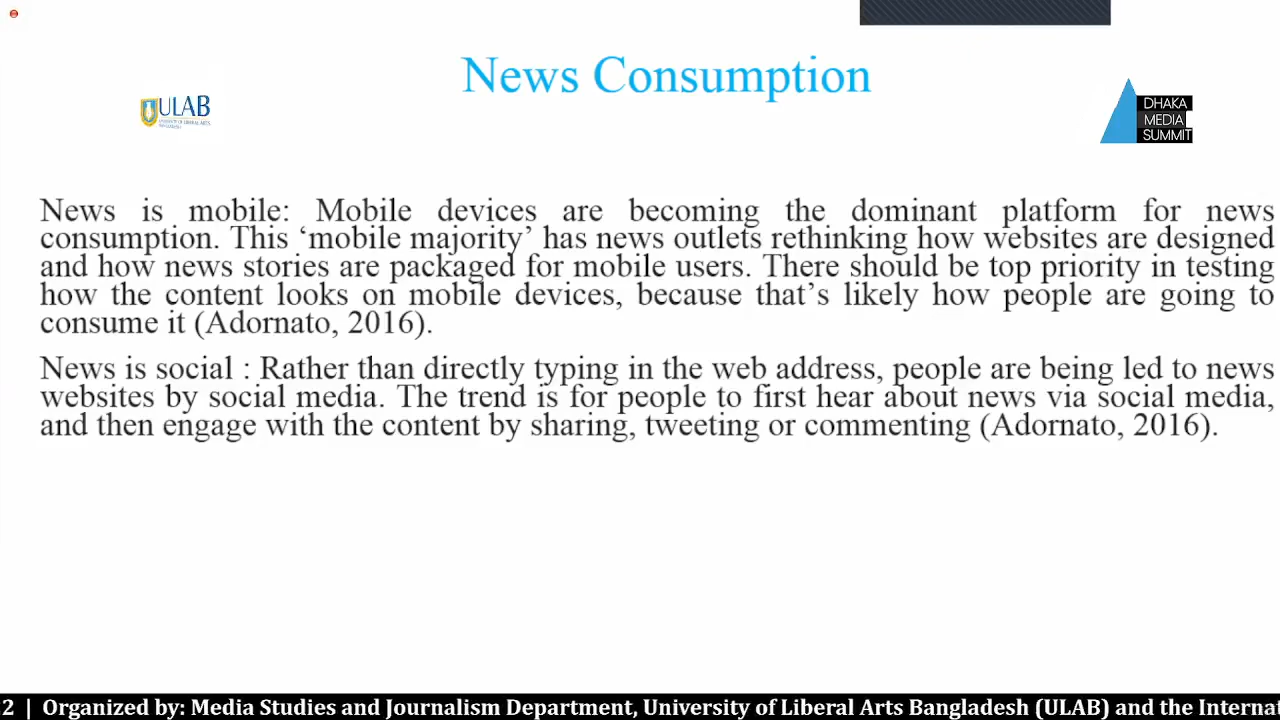 News Consumption
ULAB
UNIVERSITY OF LIBERAL ARTS
BANGLADESH
DHAKA
MEDIA
SUMMIT
News is mobile: Mobile devices are becoming the dominant platform for news
consumption. This ‘mobile majority’ has news outlets rethinking how websites are designed
and how news stories are packaged for mobile users. There should be top priority in testing
how the content looks on mobile devices, because that’s likely how people are going to
consume it (Adornato, 2016).
News is social : Rather than directly typing in the web address, people are being led to news
websites by social media. The trend is for people to first hear about news via social media,
and then engage with the content by sharing, tweeting or commenting (Adornato, 2016).
2 | Organized by: Media Studies and Journalism Department, University of Liberal Arts Bangladesh (ULAB) and the Internat